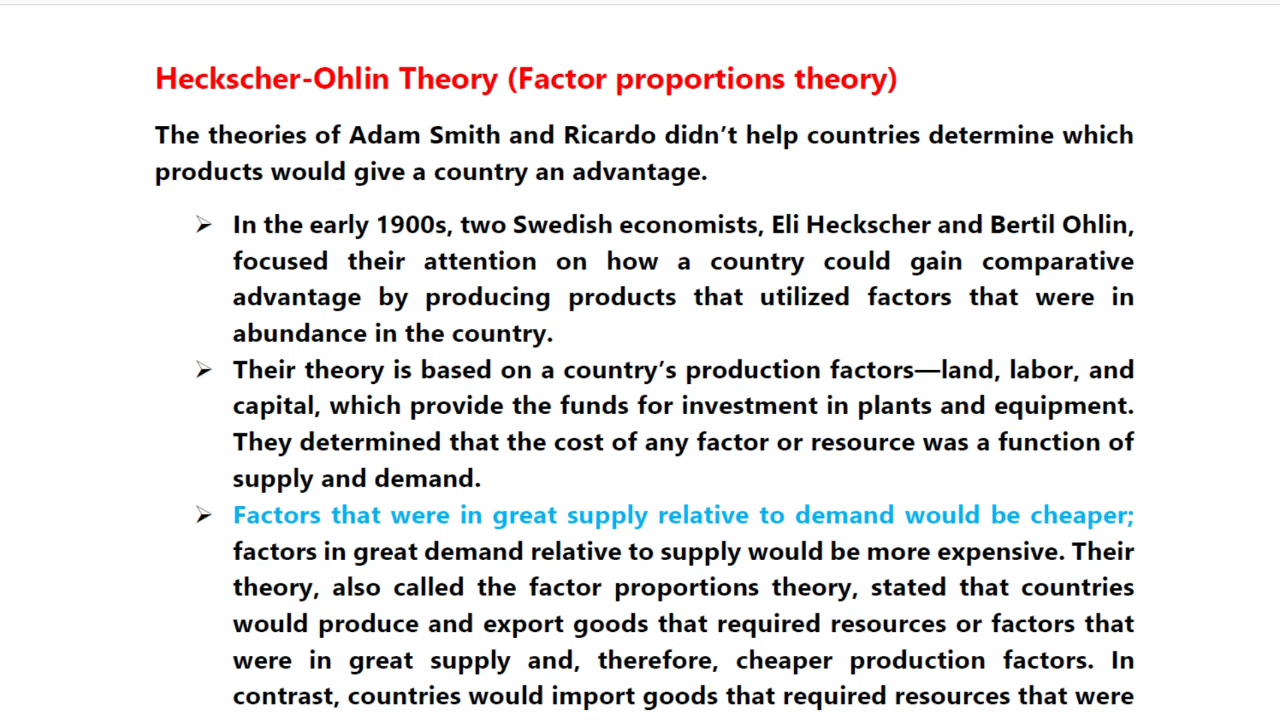 Heckscher-Ohlin Theory (Factor proportions theory)
The theories of Adam Smith and Ricardo didn’t help countries determine which
products would give a country an advantage.
➢ In the early 1900s, two Swedish economists, Eli Heckscher and Bertil Ohlin,
focused their attention on how a country could gain comparative
advantage by producing products that utilized factors that were in
abundance in the country.
➢ Their theory is based on a country’s production factors—land, labor, and
capital, which provide the funds for investment in plants and equipment.
They determined that the cost of any factor or resource was a function of
supply and demand.
➢ Factors that were in great supply relative to demand would be cheaper;
factors in great demand relative to supply would be more expensive. Their
theory, also called the factor proportions theory, stated that countries
would produce and export goods that required resources or factors that
were in great supply and, therefore, cheaper production factors. In
contrast, countries would import goods that required resources that were